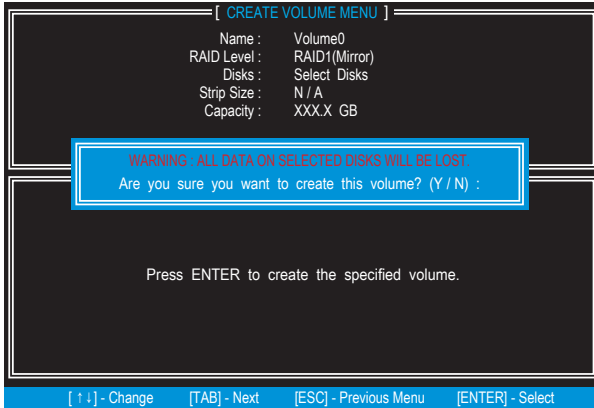 [ CREATE VOLUME MENU ]
Name : Volume0
RAID Level : RAID1(Mirror)
Disks : Select Disks
Strip Size : N / A
Capacity : XXX.X GB
WARNING : ALL DATA ON SELECTED DISKS WILL BE LOST.
Are you sure you want to create this volume? (Y / N) :
Press ENTER to create the specified volume.
[ ↑↓] - Change [TAB] - Next [ESC] - Previous Menu [ENTER] - Select